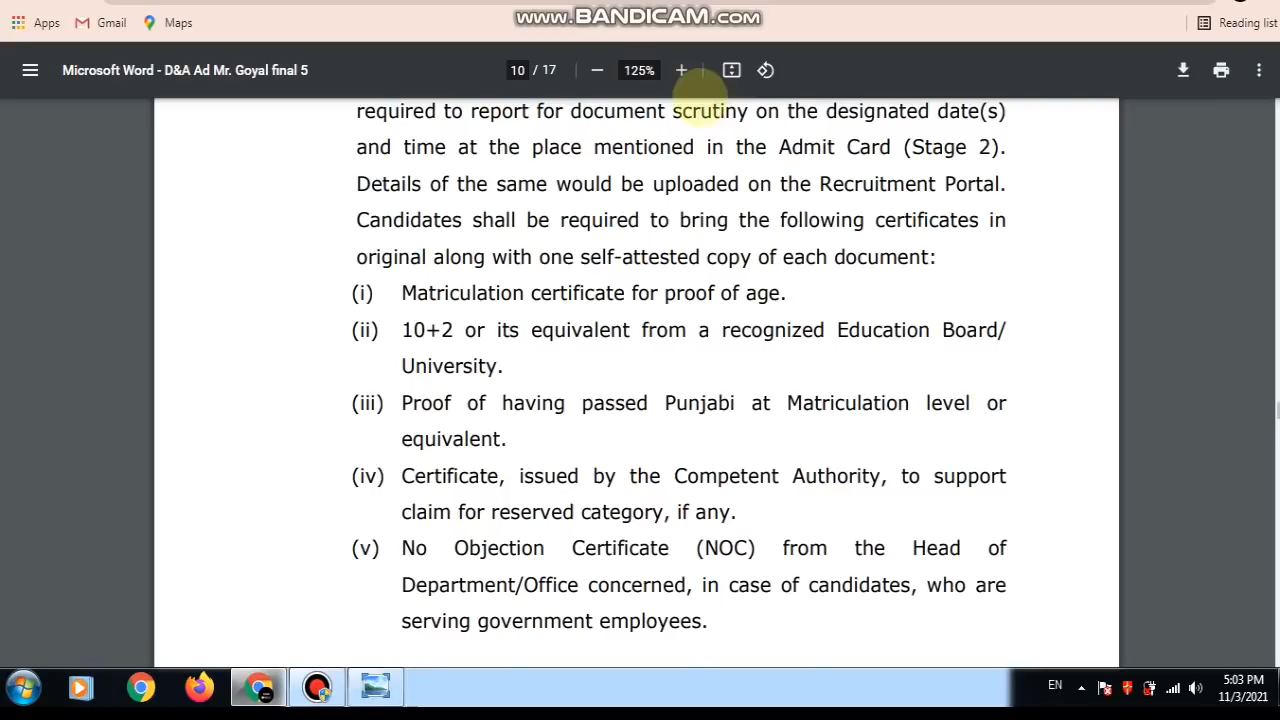 www.BANDICAM.com
Apps Gmail Maps Reading list
Microsoft Word - D&A Ad Mr. Goyal final 5 10 / 17 125%
required to report for document scrutiny on the designated date(s)
and time at the place mentioned in the Admit Card (Stage 2).
Details of the same would be uploaded on the Recruitment Portal.
Candidates shall be required to bring the following certificates in
original along with one self-attested copy of each document:
(i) Matriculation certificate for proof of age.
(ii) 10+2 or its equivalent from a recognized Education Board/
University.
(iii) Proof of having passed Punjabi at Matriculation level or
equivalent.
(iv) Certificate, issued by the Competent Authority, to support
claim for reserved category, if any.
(v) No Objection Certificate (NOC) from the Head of
Department/Office concerned, in case of candidates, who are
serving government employees.
EN 5:03 PM
11/3/2021